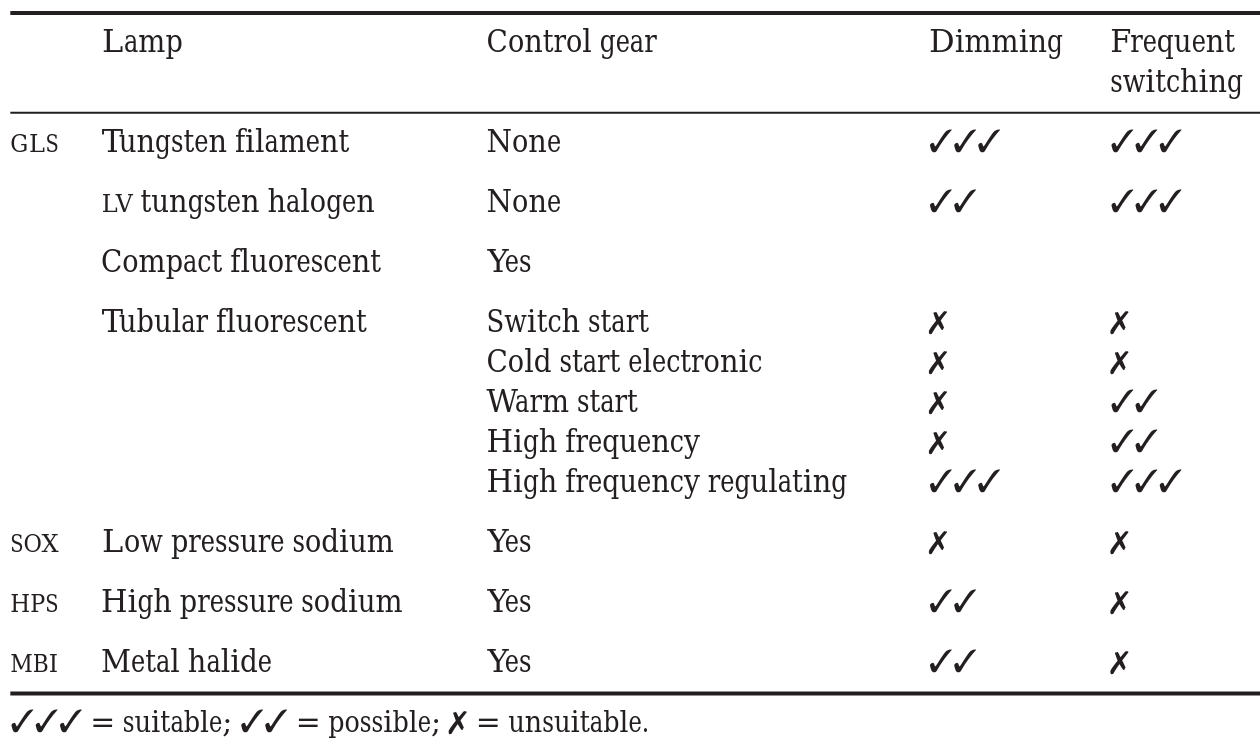 Lamp Control gear Dimming Frequent
switching
GLS Tungsten filament None ✓✓✓ ✓✓✓
LV tungsten halogen None ✓✓ ✓✓✓
Compact fluorescent Yes
Tubular fluorescent Switch start ✗ ✗
Cold start electronic ✗ ✗
Warm start ✗ ✓✓
High frequency ✗ ✓✓
High frequency regulating ✓✓✓ ✓✓✓
SOX Low pressure sodium Yes ✗ ✗
HPS High pressure sodium Yes ✓✓ ✗
MBI Metal halide Yes ✓✓ ✗
✓✓✓ = suitable; ✓✓ = possible; ✗ = unsuitable.